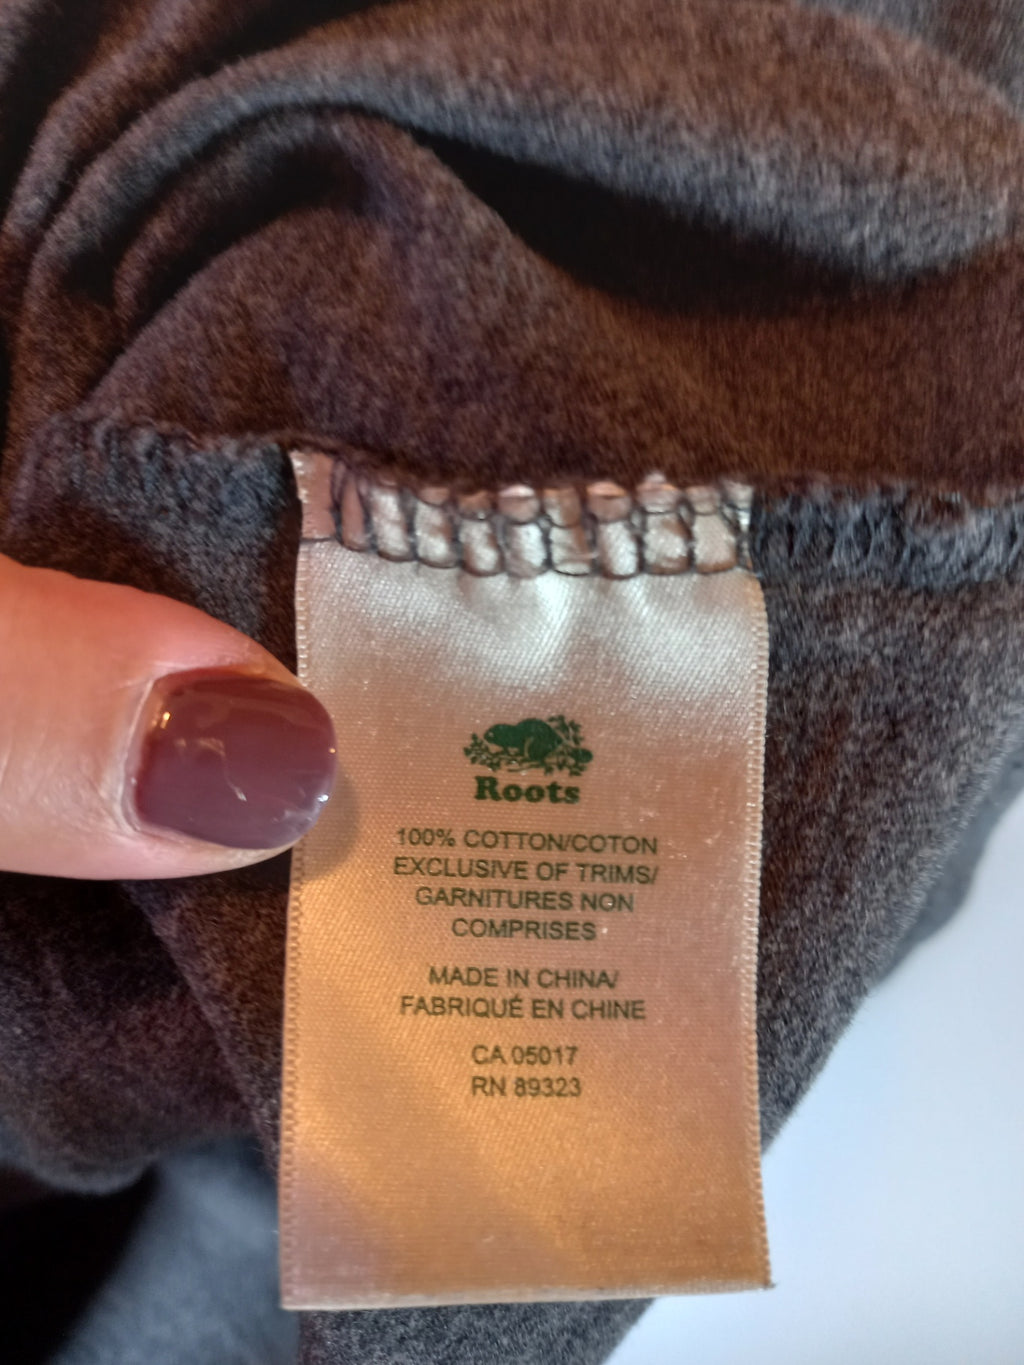 Roots
100% COTTON/COTON
EXCLUSIVE OF TRIMS/
GARNITURES NON
COMPRISES
MADE IN CHINA/
FABRIQUÉ EN CHINE
CA 05017
RN 89323